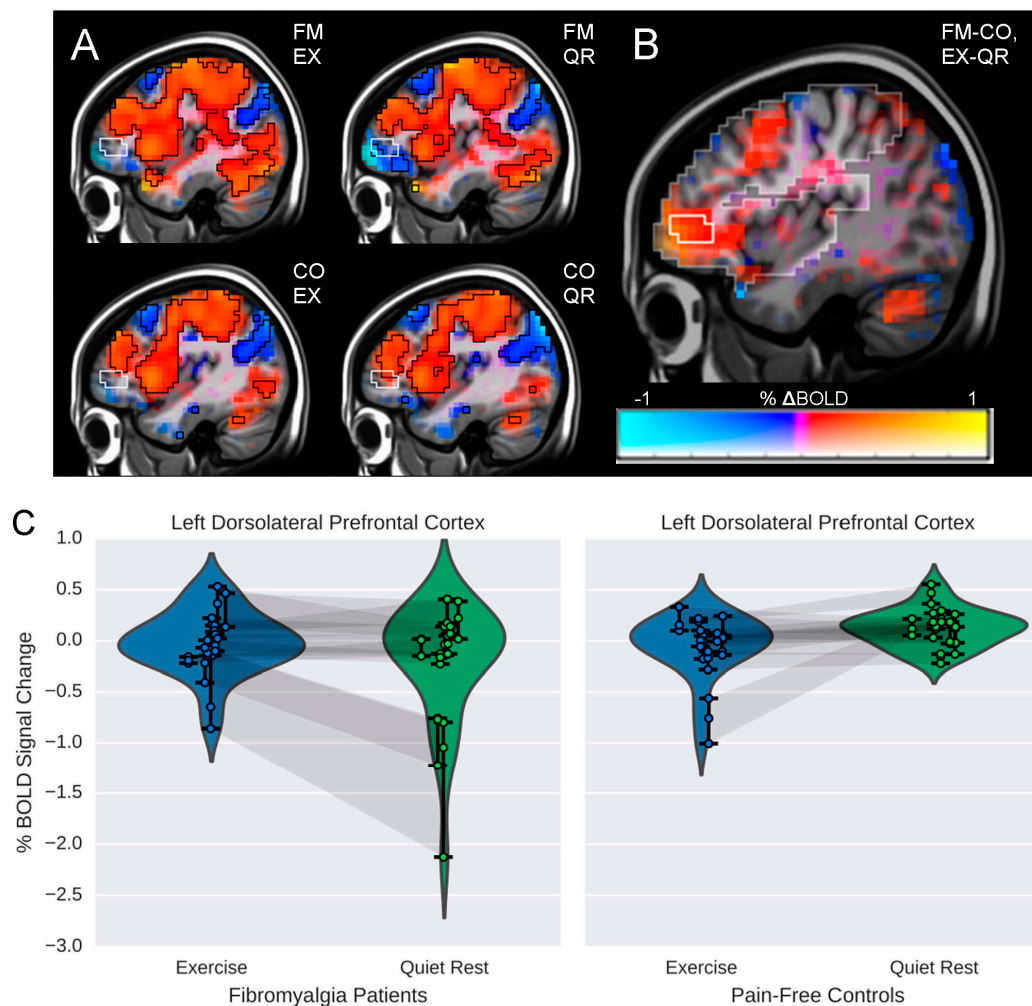 A
FM
EX
FM
QR
B
FM-CO,
EX-QR
CO
EX
CO
QR
-1 % ΔBOLD 1
C
Left Dorsolateral Prefrontal Cortex
Left Dorsolateral Prefrontal Cortex
% BOLD Signal Change
1.0
0.5
0.0
−0.5
−1.0
−1.5
−2.0
−2.5
−3.0
Exercise Quiet Rest
Fibromyalgia Patients
Exercise Quiet Rest
Pain-Free Controls